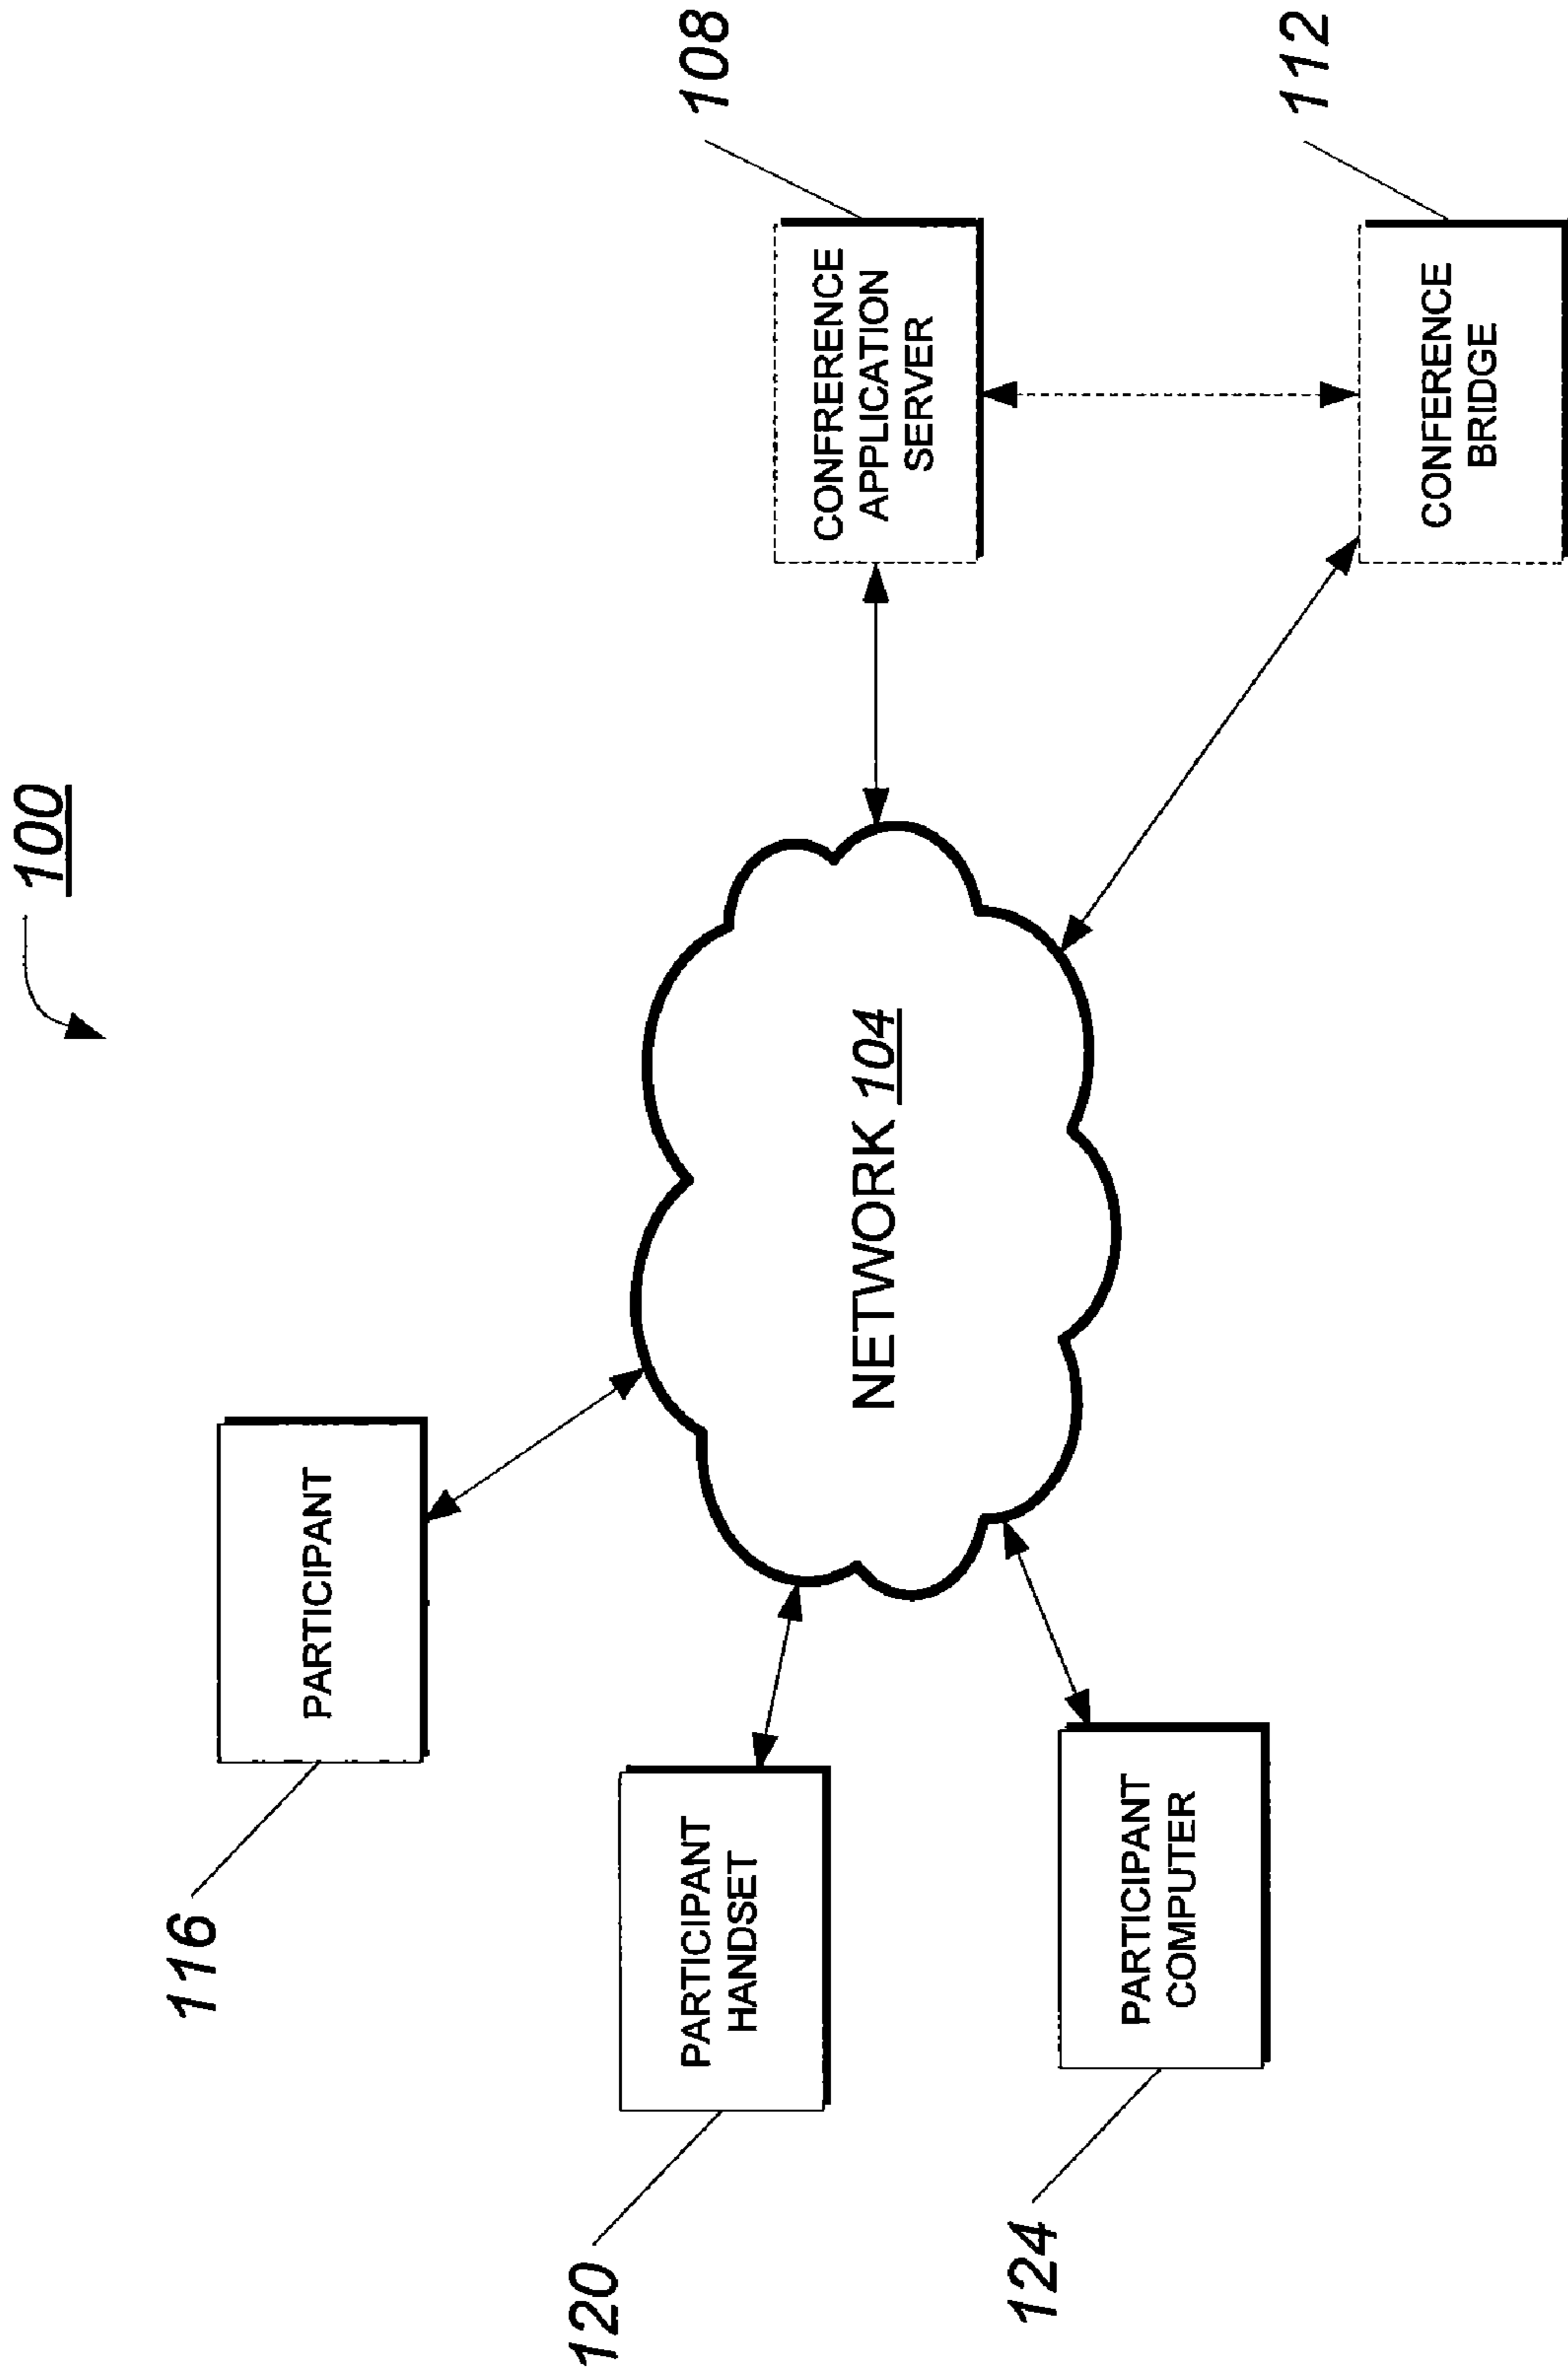 100
116
PARTICIPANT
120
PARTICIPANT
HANDSET
108
CONFRERENCE
APPLICATION
SERVER
NETWORK 104
124
PARTICIPANT
COMPUTER
112
CONFERENCE
BRIDGE